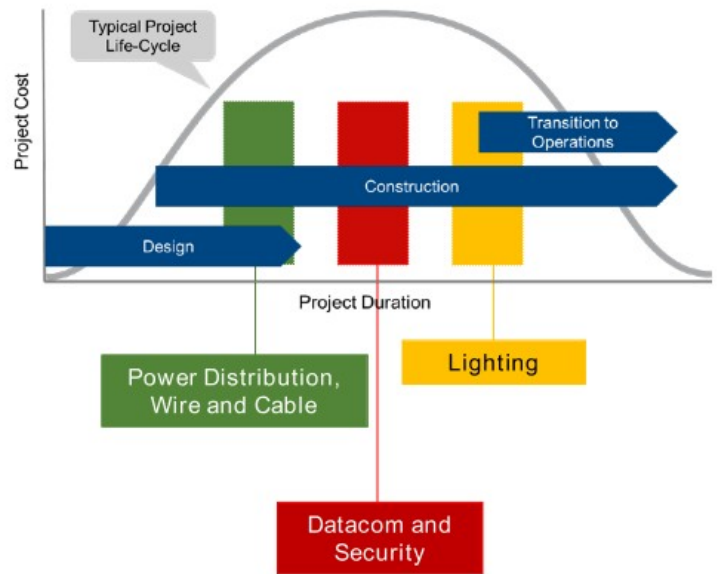 Typical Project
Life-Cycle
Project Cost
Transition to
Operations
Construction
Design
Project Duration
Power Distribution,
Wire and Cable
Lighting
Datacom and
Security